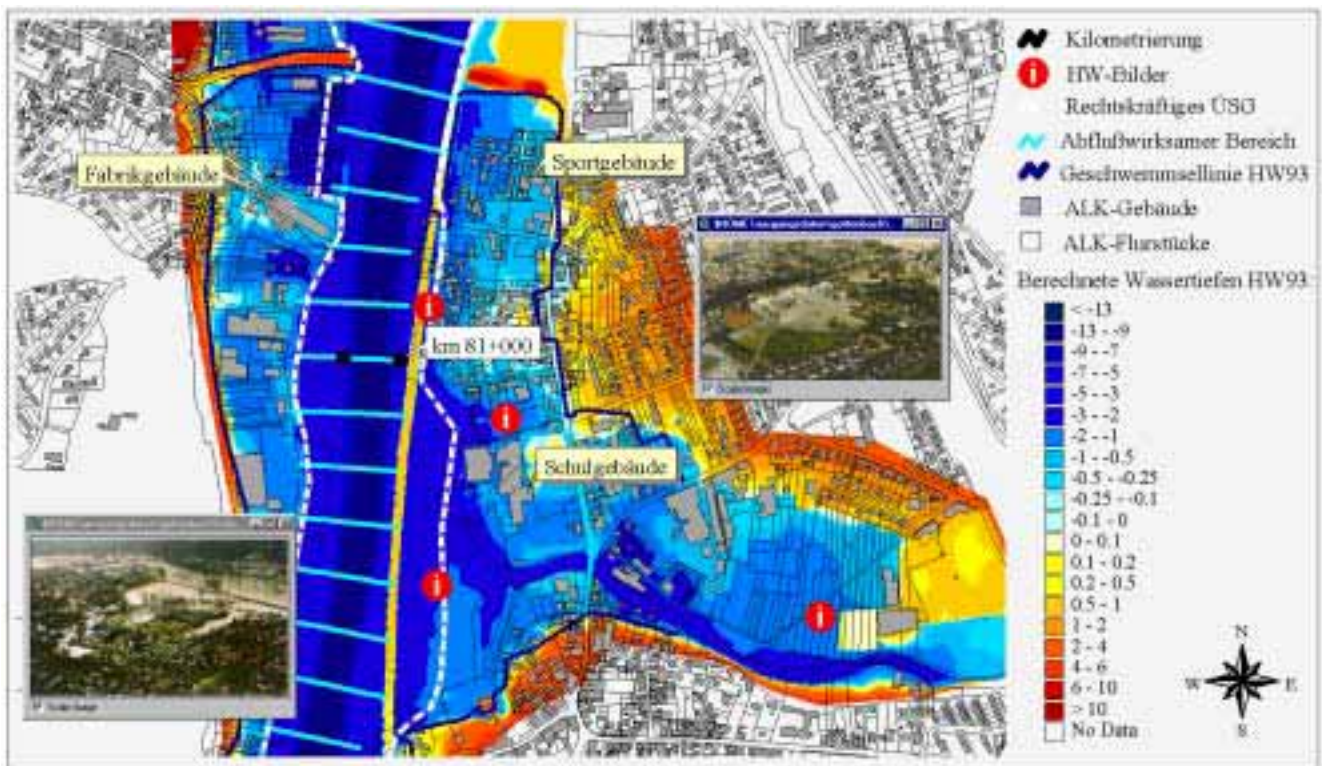 Fabrikgebäude
Sportgebäude
km 81+000
Schulgebäude
Kilometrierung
HW-Bilder
Rechtskräftiges ÜSG
Abflußwirksamer Bereich
Geschwemmsellinie HW93
ALK-Gebäude
ALK-Flurstücke
Berechnete Wassertiefen HW93
< -13
-13 - -9
-9 - -7
-7 - -5
-5 - -3
-3 - -2
-2 - -1
-1 - -0.5
-0.5 - -0.25
-0.25 - -0.1
-0.1 - 0
0 - 0.1
0.1 - 0.2
0.2 - 0.5
0.5 - 1
1 - 2
2 - 4
4 - 6
6 - 10
> 10
No Data
N
W
E
S